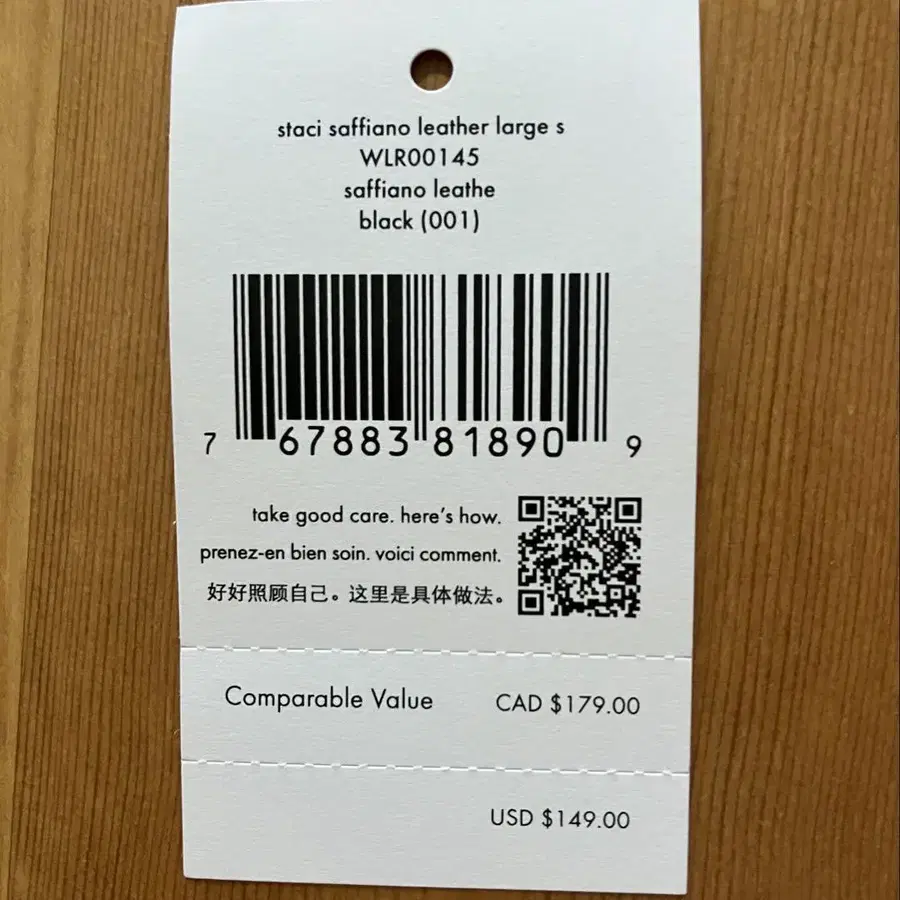 staci saffiano leather large s
WLR00145
saffiano leathe
black (001)
7 67883 81890 9
take good care. here's how.
prenez-en bien soin. voici comment.
好好照顾自己。这里是具体做法。
Comparable Value CAD $179.00
USD $149.00